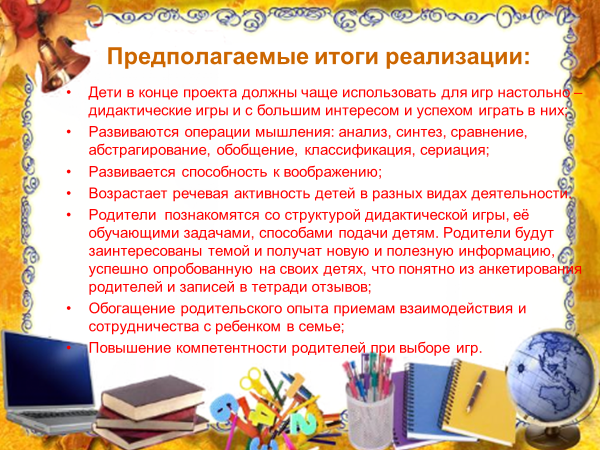 Предполагаемые итоги реализации:
• Дети в конце проекта должны чаще использовать для игр настольно –
дидактические игры и с большим интересом и успехом играть в них;
• Развиваются операции мышления: анализ, синтез, сравнение,
абстрагирование, обобщение, классификация, сериация;
• Развивается способность к воображению;
• Возрастает речевая активность детей в разных видах деятельности.
• Родители познакомятся со структурой дидактической игры, её
обучающими задачами, способами подачи детям. Родители будут
заинтересованы темой и получат новую и полезную информацию,
успешно опробованную на своих детях, что понятно из анкетирования
родителей и записей в тетради отзывов;
• Обогащение родительского опыта приемам взаимодействия и
сотрудничества с ребенком в семье;
• Повышение компетентности родителей при выборе игр.